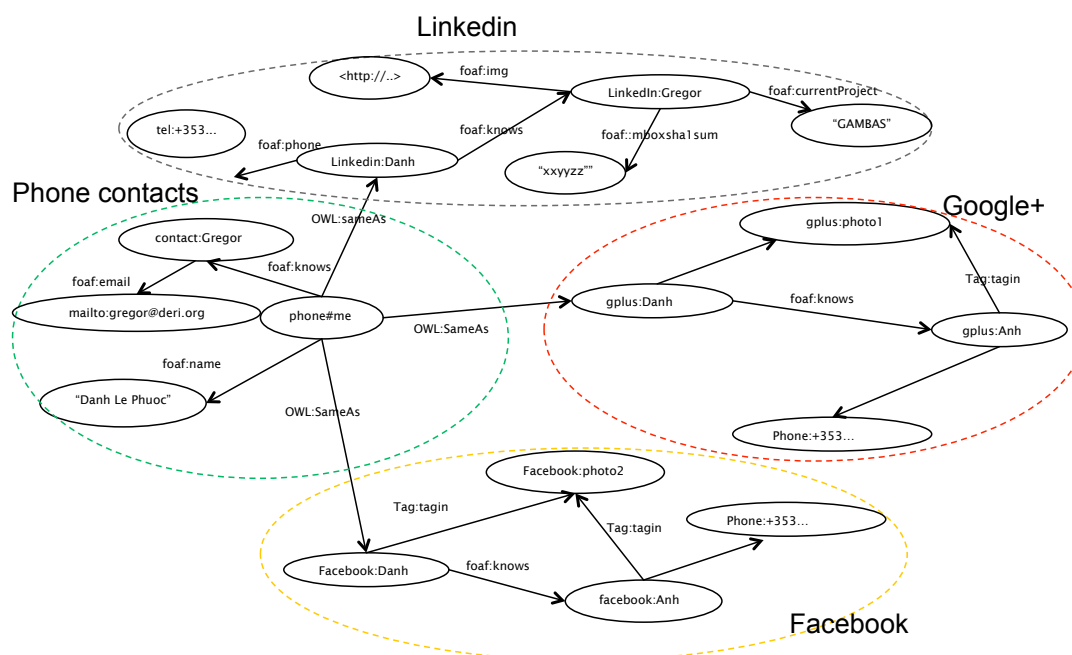 Linkedin
<http://..>
foaf:img
LinkedIn:Gregor
foaf:currentProject
tel:+353...
foaf:knows
foaf::mboxsha1sum
"GAMBAS"
foaf:phone
Linkedin:Danh
"xxyyzz""
Phone contacts
OWL:sameAs
Google+
contact:Gregor
gplus:photo1
foaf:knows
foaf:email
Tag:tagin
mailto:gregor@deri.org
phone#me
gplus:Danh
foaf:knows
OWL:SameAs
gplus:Anh
foaf:name
"Danh Le Phuoc"
OWL:SameAs
Phone:+353...
Facebook:photo2
Tag:tagin
Phone:+353...
Tag:tagin
Facebook:Danh
foaf:knows
facebook:Anh
Facebook